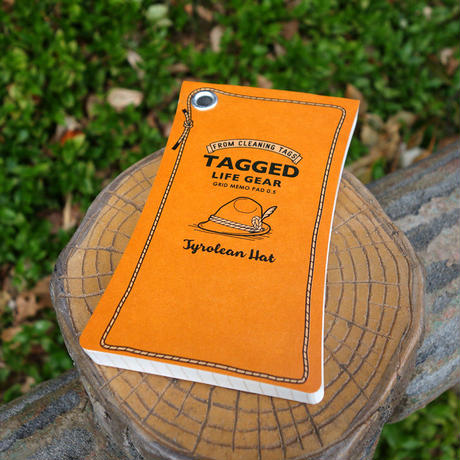 FROM CLEANING TAGS
TAGGED
LIFE GEAR
GRID MEMO PAD 0.5
Tyrolean Hat